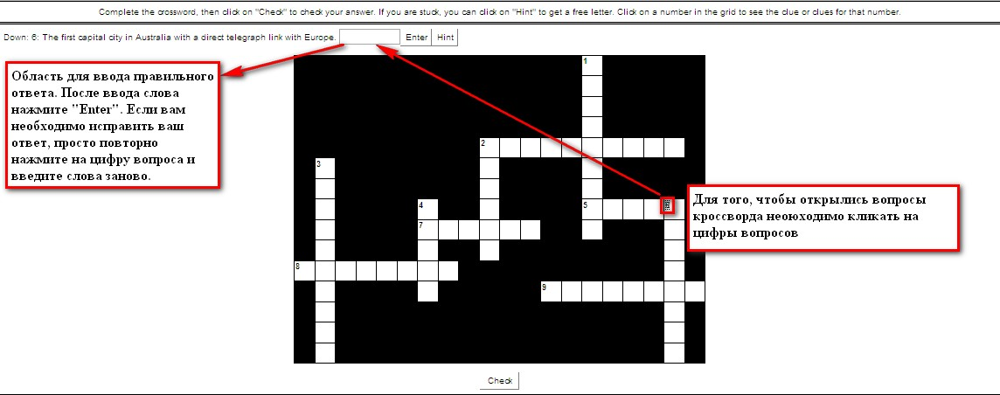 Complete the crossword, then click on "Check" to check your answer. If you are stuck, you can click on "Hint" to get a free letter. Click on a number in the grid to see the clue or clues for that number.
Down: 6: The first capital city in Australia with a direct telegraph link with Europe. Enter Hint
Область для ввода правильного
ответа. После ввода слова
нажмите "Enter". Если вам
необходимо исправить ваш
ответ, просто повторно
нажмите на цифру вопроса и
введите слова заново.
1
2
3
4
5
Для того, чтобы открылись вопросы
кроссворда неоюходимо кликать на
цифры вопросов
7
8
9
Check